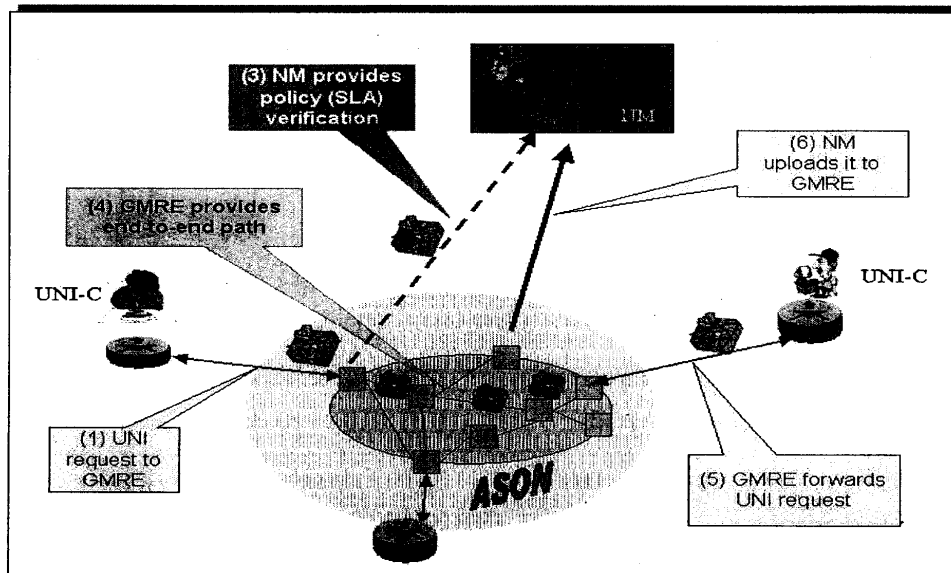 (3) NM provides
policy (SLA)
verification
1TM
(6) NM
uploads it to
GMRE
(4) GMRE provides
end-to-end path
UNI-C
UNI-C
(1) UNI
request to
GMRE
ASON
(5) GMRE forwards
UNI request